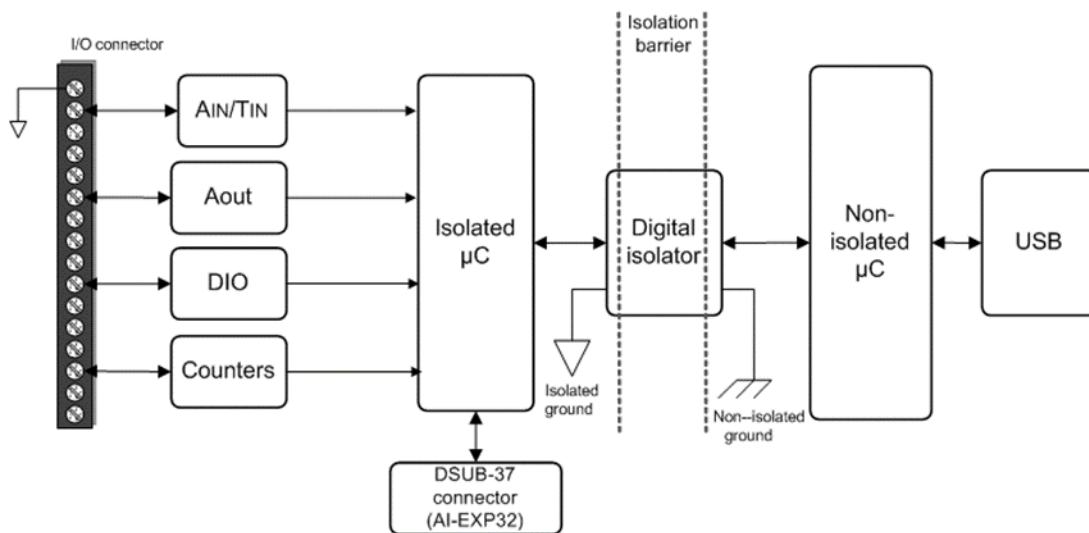 I/O connector
Isolation
barrier
AIN/TIN
Aout
DIO
Counters
Isolated
µC
Digital
isolator
Non-
isolated
µC
USB
Isolated
ground
Non--isolated
ground
DSUB-37
connector
(AI-EXP32)